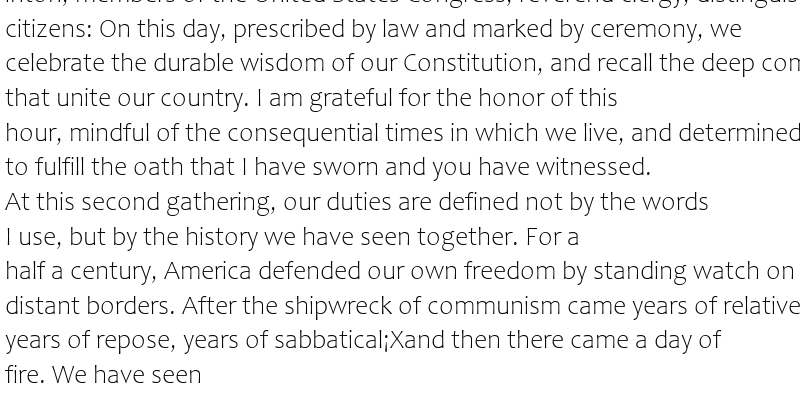 members of the United States Congress, reverend clergy,
citizens: On this day, prescribed by law and marked by ceremony, we
celebrate the durable wisdom of our Constitution, and recall the deep
that unite our country. I am grateful for the honor of this
hour, mindful of the consequential times in which we live, and determined
to fulfill the oath that I have sworn and you have witnessed.
At this second gathering, our duties are defined not by the words
I use, but by the history we have seen together. For a
half a century, America defended our own freedom by standing watch on
distant borders. After the shipwreck of communism came years of relative
years of repose, years of sabbatical¡Xand then there came a day of
fire. We have seen